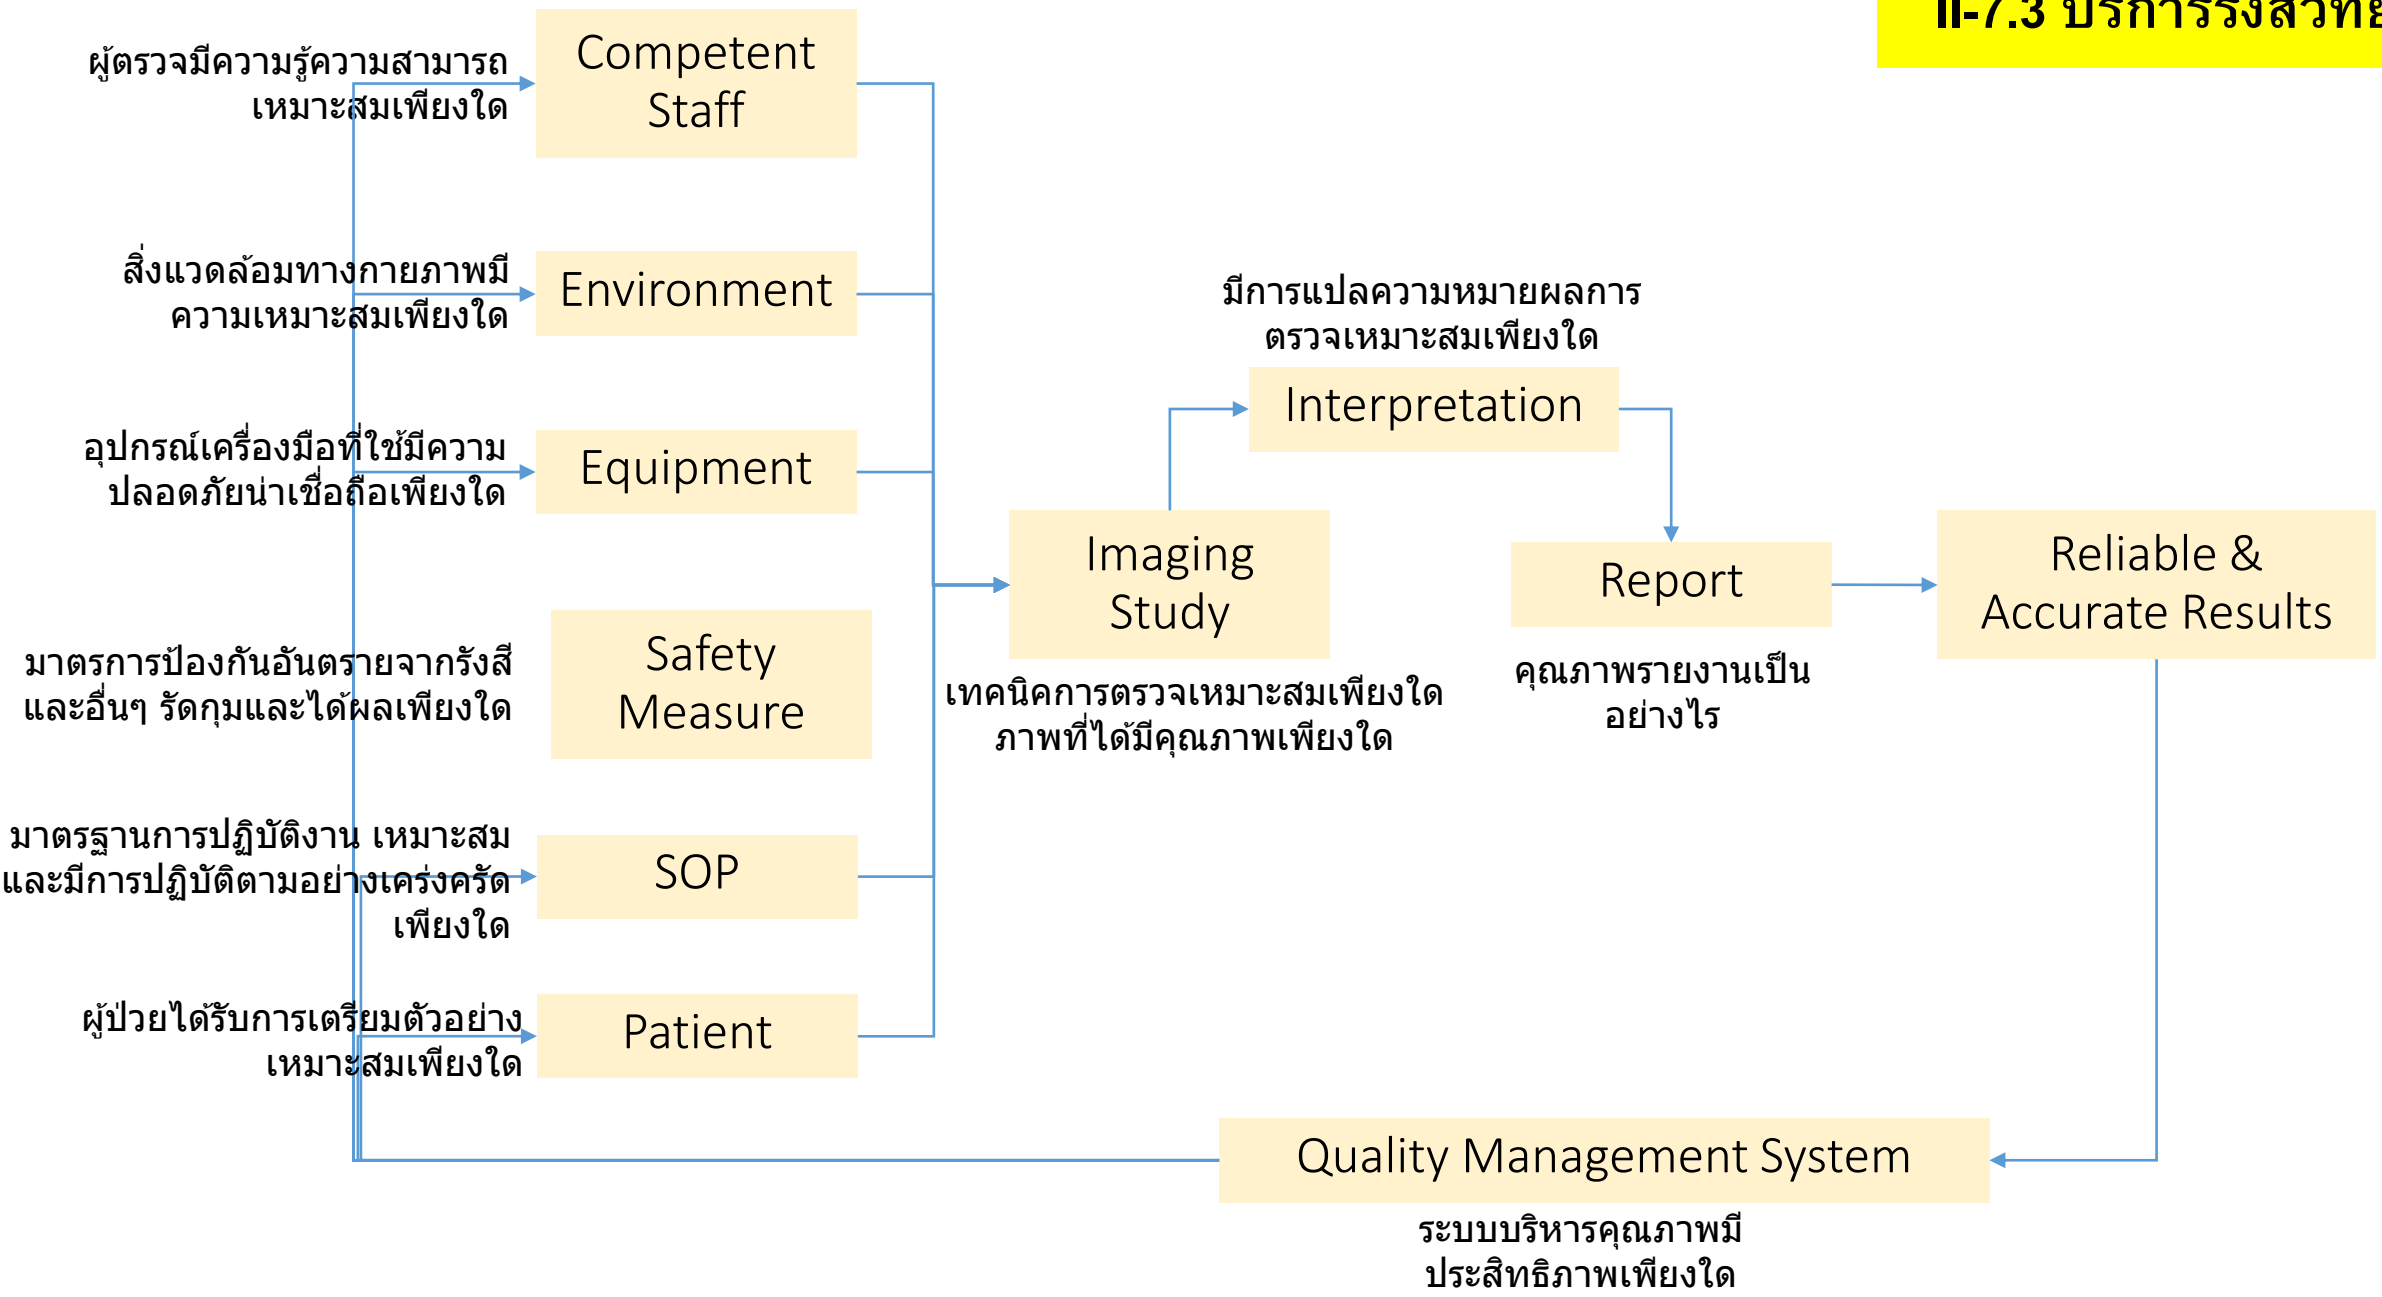 II-7.3
ผู้ตรวจมีความรู้ความสามารถ
เหมาะสมเพียงใด
Competent
Staff
สิ่งแวดล้อมทางกายภาพมี
ความเหมาะสมเพียงใด
Environment
อุปกรณ์เครื่องมือที่ใช้มีความ
ปลอดภัยน่าเชื่อถือเพียงใด
Equipment
มาตรการป้องกันอันตรายจากรังสี
และอื่นๆ รัดกุมและได้ผลเพียงใด
Safety
Measure
มาตรฐานการปฏิบัติงาน เหมาะสม
และมีการปฏิบัติตามอย่างเคร่งครัด
เพียงใด
SOP
ผู้ป่วยได้รับการเตรียมตัวอย่าง
เหมาะสมเพียงใด
Patient
Imaging
Study
เทคนิคการตรวจเหมาะสมเพียงใด
ภาพที่ได้มีคุณภาพเพียงใด
มีการแปลความหมายผลการ
ตรวจเหมาะสมเพียงใด
Interpretation
Report
คุณภาพรายงานเป็น
อย่างไร
Reliable &
Accurate Results
Quality Management System
ระบบบริหารคุณภาพมี
ประสิทธิภาพเพียงใด